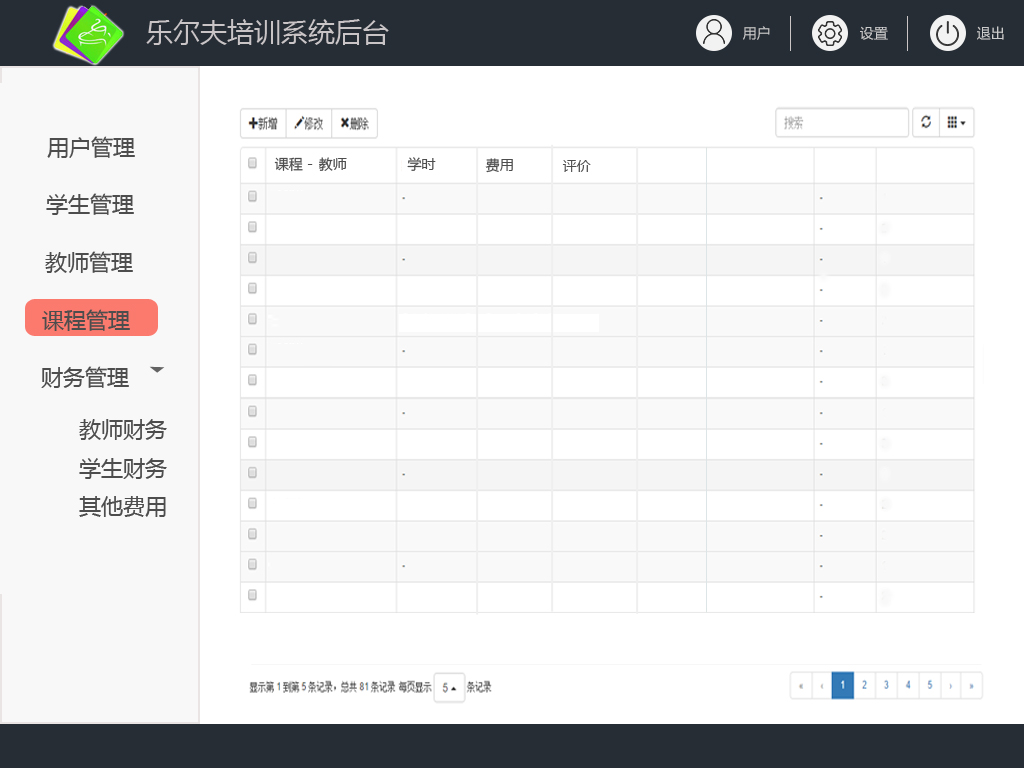 乐尔夫培训系统后台
用户 设置 退出
用户管理
学生管理
教师管理
课程管理
财务管理
教师财务
学生财务
其他费用
新增 修改 删除
搜索
课程 - 教师 学时 费用 评价
- -
-
- -
-
-
- -
-
- -
-
- -
-
-
- -
-
显示第 1 到第 5 条记录，总共 81 条记录 每页显示 5 条记录
« ‹ 1 2 3 4 5 › »